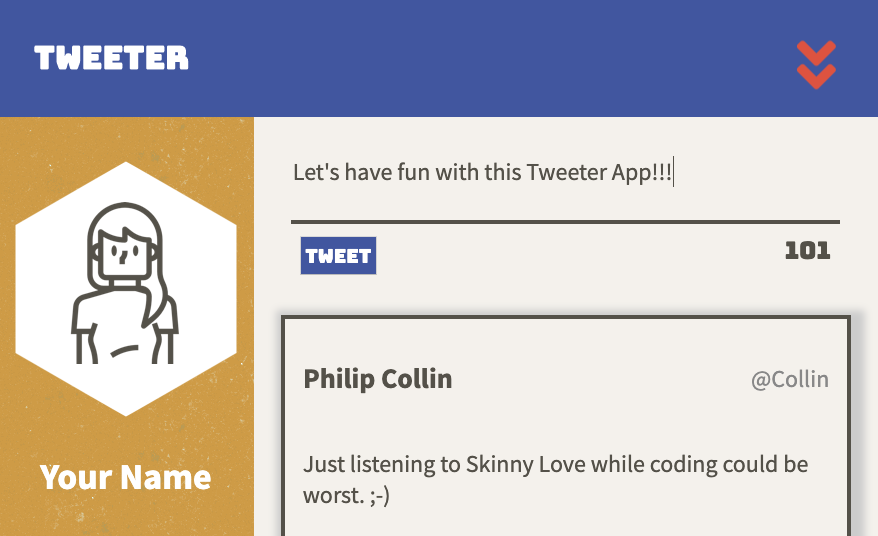 TWEETER
Let's have fun with this Tweeter App!!!
TWEET
101
Philip Collin
@Collin
Just listening to Skinny Love while coding could be
worst. ;-)
Your Name